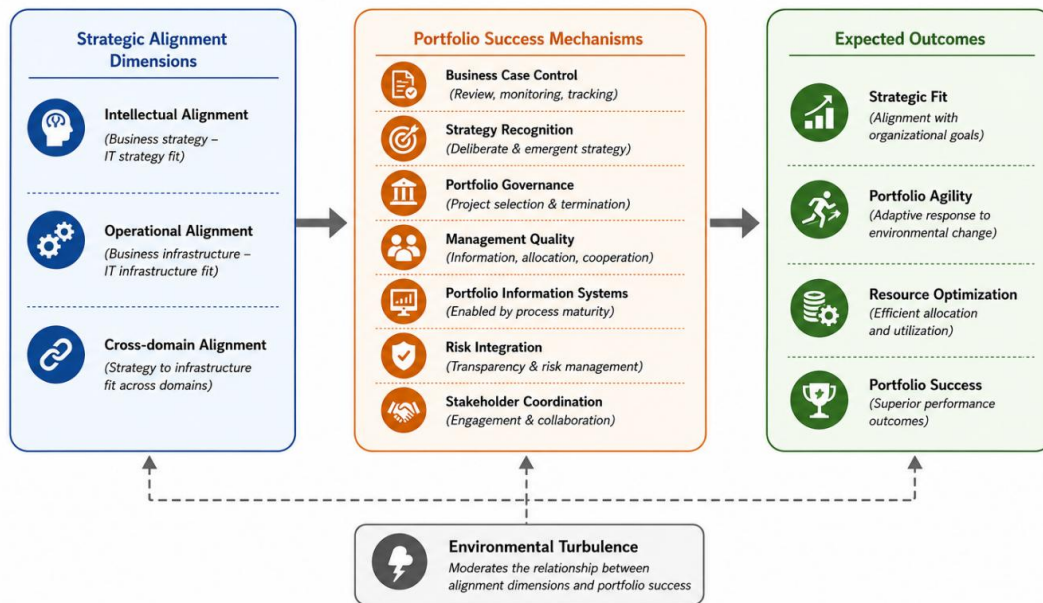 Strategic Alignment
Dimensions
Intellectual Alignment
(Business strategy –
IT strategy fit)
Operational Alignment
(Business infrastructure –
IT infrastructure fit)
Cross-domain Alignment
(Strategy to infrastructure
fit across domains)
Portfolio Success Mechanisms
Business Case Control
(Review, monitoring, tracking)
Strategy Recognition
(Deliberate & emergent strategy)
Portfolio Governance
(Project selection & termination)
Management Quality
(Information, allocation, cooperation)
Portfolio Information Systems
(Enabled by process maturity)
Risk Integration
(Transparency & risk management)
Stakeholder Coordination
(Engagement & collaboration)
Expected Outcomes
Strategic Fit
(Alignment with
organizational goals)
Portfolio Agility
(Adaptive response to
environmental change)
Resource Optimization
(Efficient allocation
and utilization)
Portfolio Success
(Superior performance
outcomes)
Environmental Turbulence
Moderates the relationship between
alignment dimensions and portfolio success